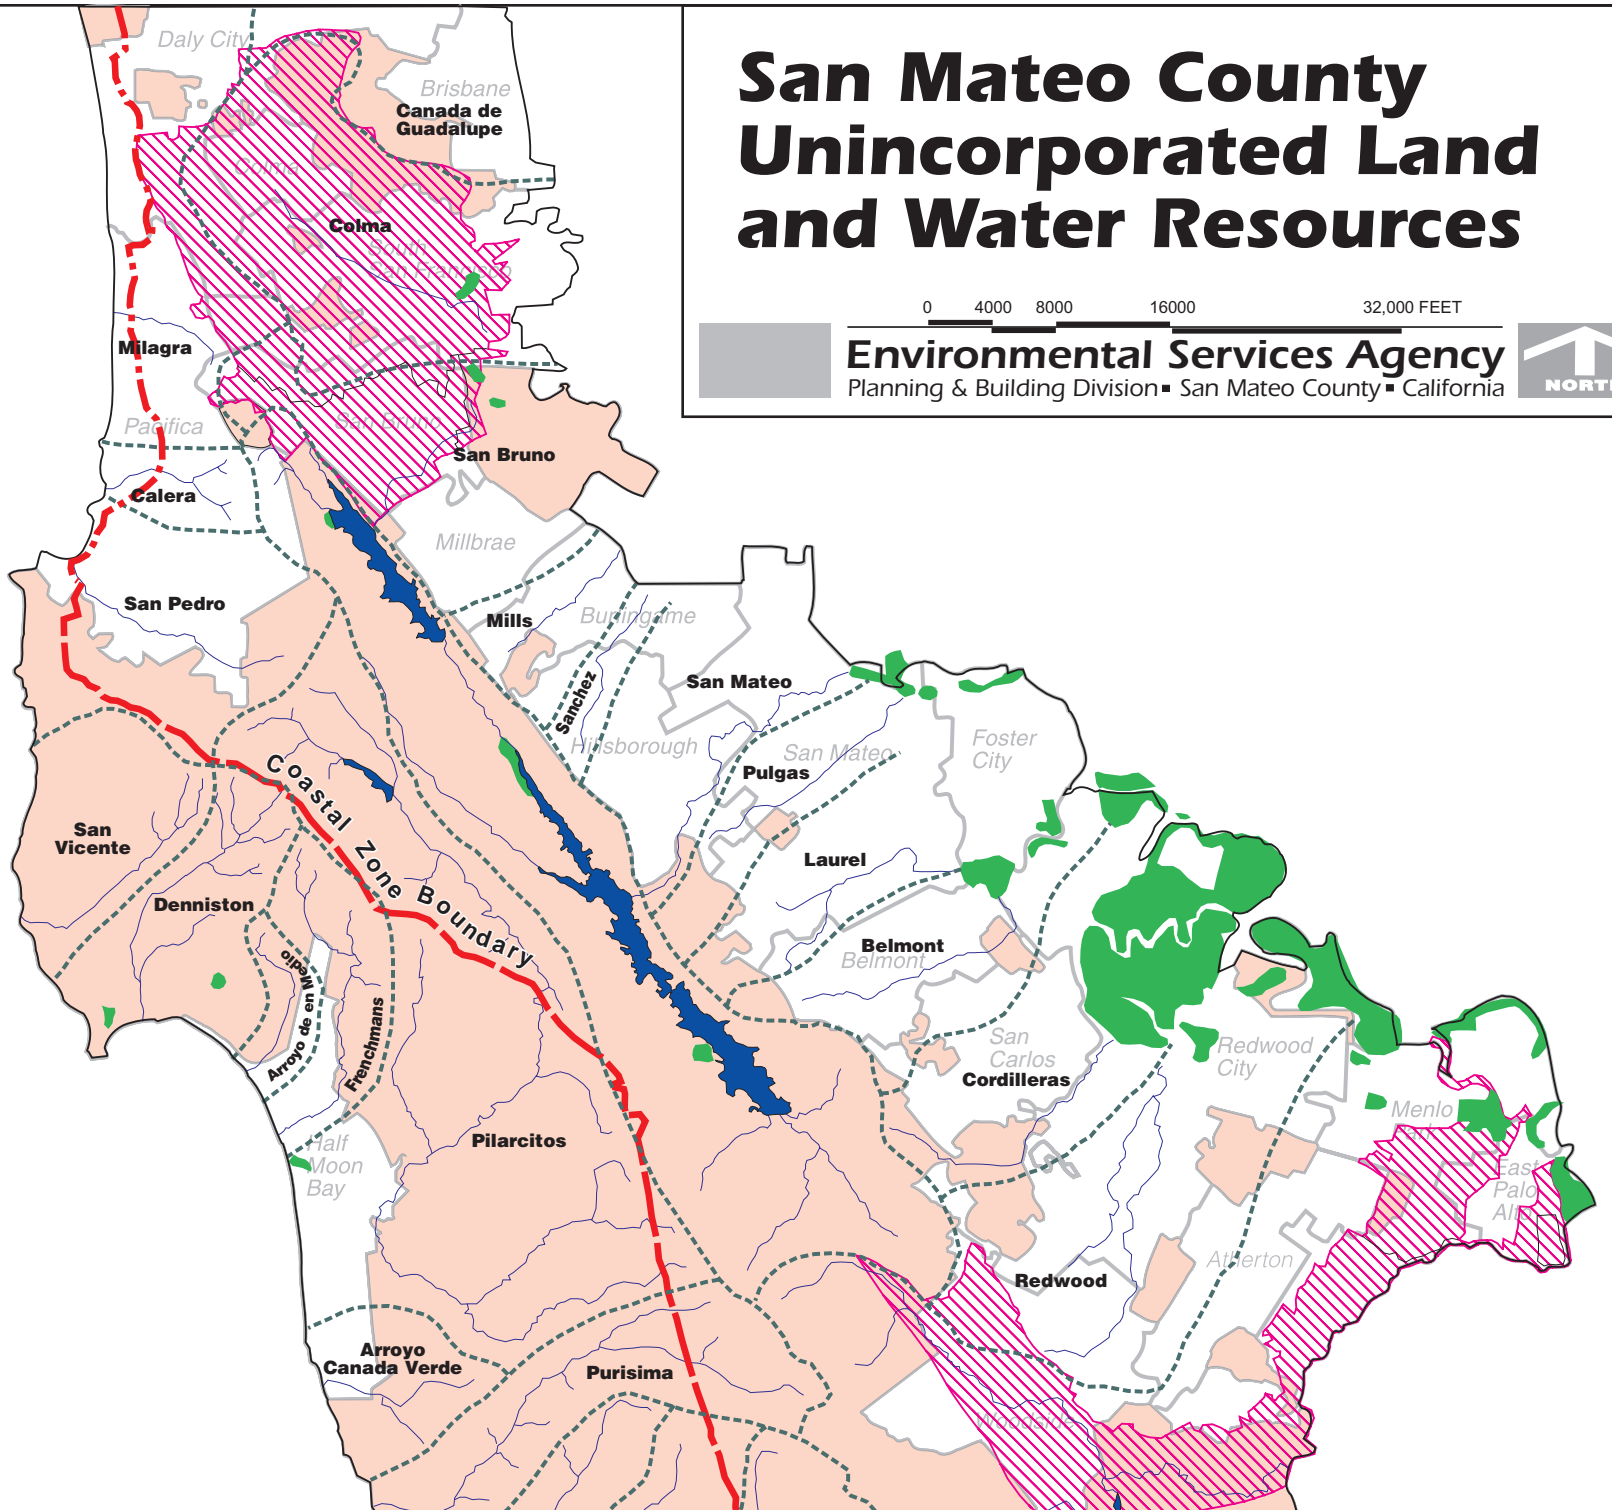 San Mateo County
Unincorporated Land
and Water Resources
0 4000 8000 16000 32,000 FEET
Environmental Services Agency
Planning & Building Division ▪ San Mateo County ▪ California
Daly City
Brisbane
Canada de
Guadalupe
Colma
Colma
South
San Francisco
Milagra
Pacifica
San Bruno
San Bruno
Calera
Millbrae
San Pedro
Mills
Burlingame
Sanchez
San Mateo
Hillsborough
San Mateo
Foster
City
Pulgas
Coastal Zone Boundary
San
Vicente
Laurel
Denniston
Belmont
Belmont
Arroyo de en Medio
Frenchmans
San
Carlos
Cordilleras
Redwood
City
Menlo
Park
Half
Moon
Bay
Pilarcitos
East
Palo
Alto
Atherton
Redwood
Arroyo
Canada Verde
Purisima
Woodside